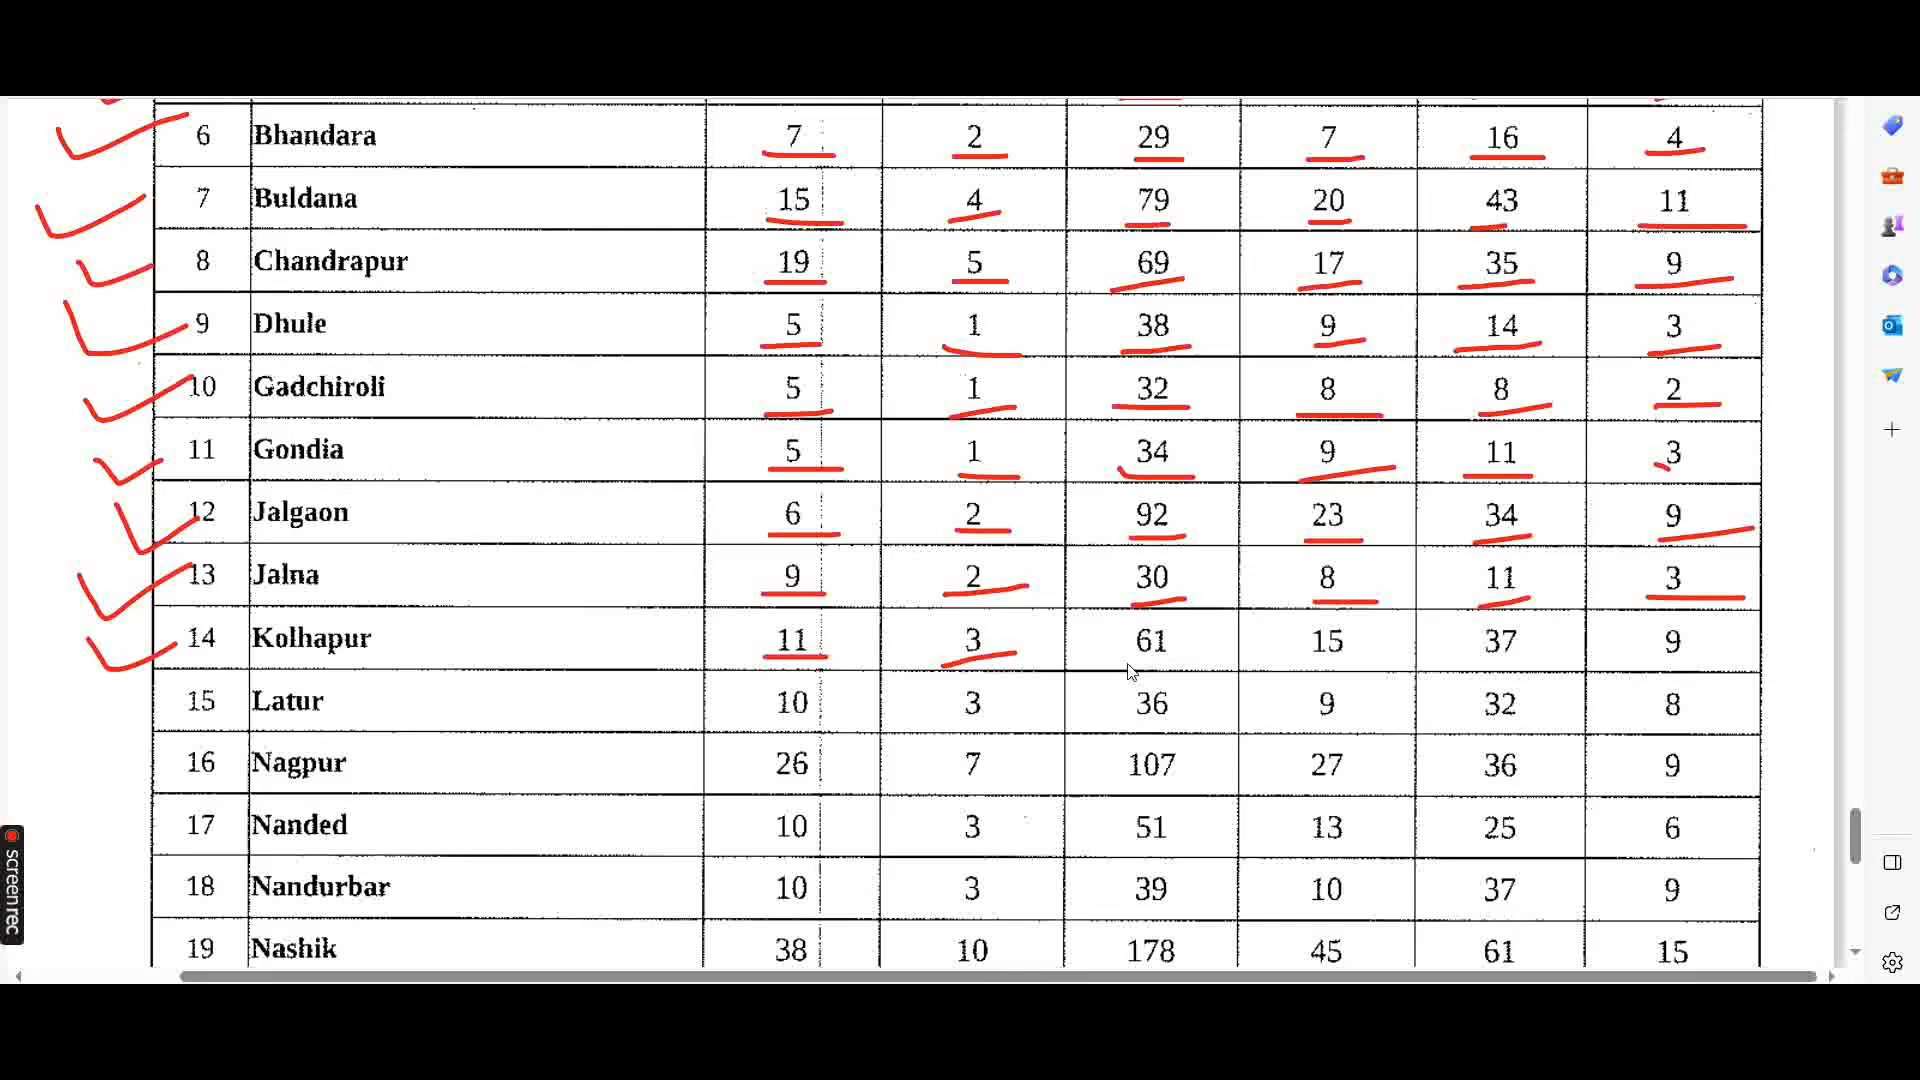 6 Bhandara 7 2 29 7 16 4
7 Buldana 15 4 79 20 43 11
8 Chandrapur 19 5 69 17 35 9
9 Dhule 5 1 38 9 14 3
10 Gadchiroli 5 1 32 8 8 2
11 Gondia 5 1 34 9 11 3
12 Jalgaon 6 2 92 23 34 9
13 Jalna 9 2 30 8 11 3
14 Kolhapur 11 3 61 15 37 9
15 Latur 10 3 36 9 32 8
16 Nagpur 26 7 107 27 36 9
17 Nanded 10 3 51 13 25 6
18 Nandurbar 10 3 39 10 37 9
19 Nashik 38 10 178 45 61 15
screenrec